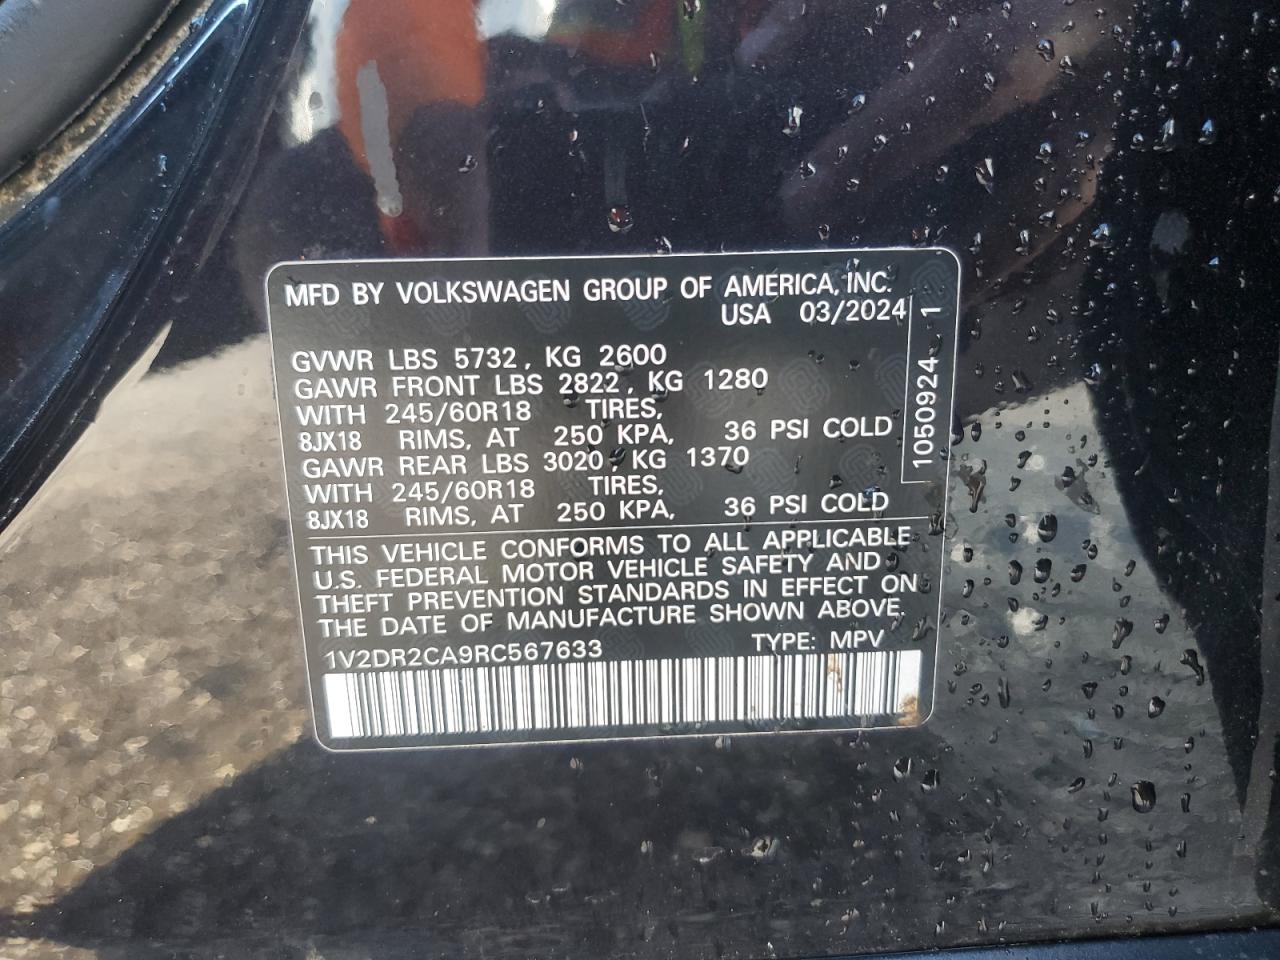 MFD BY VOLKSWAGEN GROUP OF AMERICA, INC.
USA 03/2024
GVWR LBS 5732, KG 2600
GAWR FRONT LBS 2822, KG 1280
WITH 245/60R18 TIRES,
8JX18 RIMS, AT 250 KPA, 36 PSI COLD
GAWR REAR LBS 3020, KG 1370
WITH 245/60R18 TIRES,
8JX18 RIMS, AT 250 KPA, 36 PSI COLD
THIS VEHICLE CONFORMS TO ALL APPLICABLE
U.S. FEDERAL MOTOR VEHICLE SAFETY AND
THEFT PREVENTION STANDARDS IN EFFECT ON
THE DATE OF MANUFACTURE SHOWN ABOVE.
1V2DR2CA9RC567633 TYPE: MPV
1050924 1